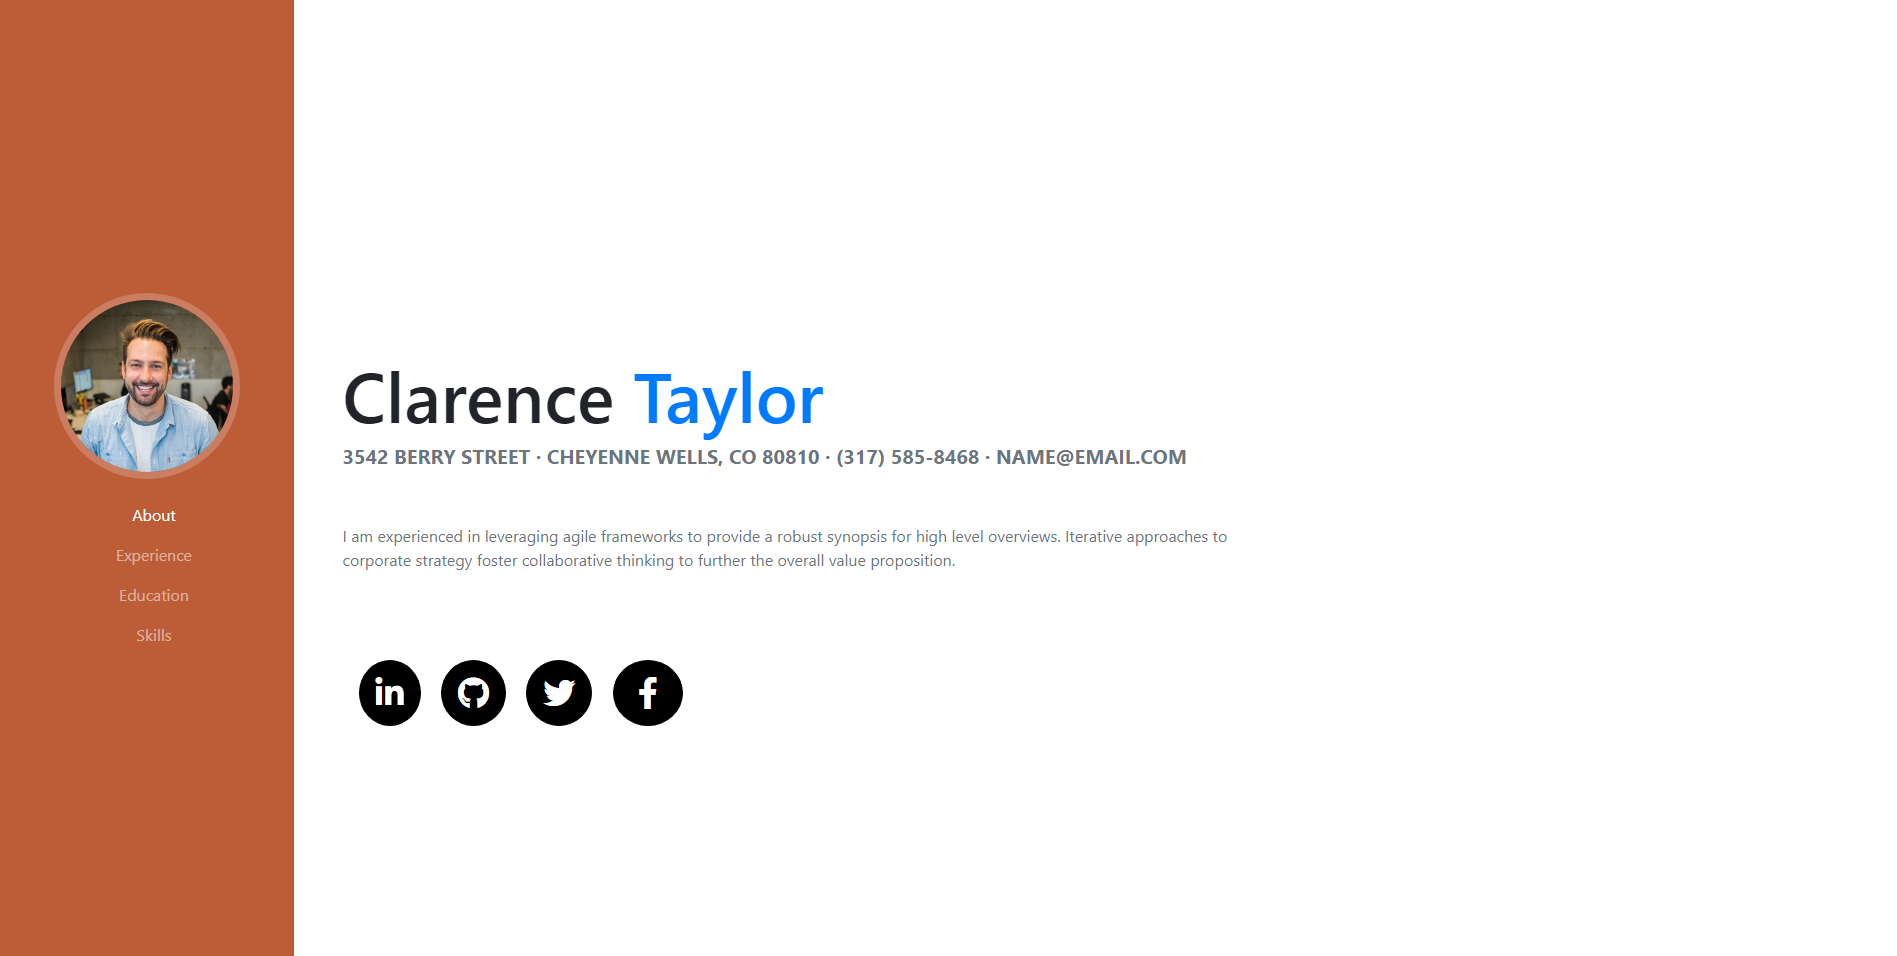 About
Experience
Education
Skills
Clarence Taylor
3542 BERRY STREET · CHEYENNE WELLS, CO 80810 · (317) 585-8468 · NAME@EMAIL.COM
I am experienced in leveraging agile frameworks to provide a robust synopsis for high level overviews. Iterative approaches to
corporate strategy foster collaborative thinking to further the overall value proposition.
in